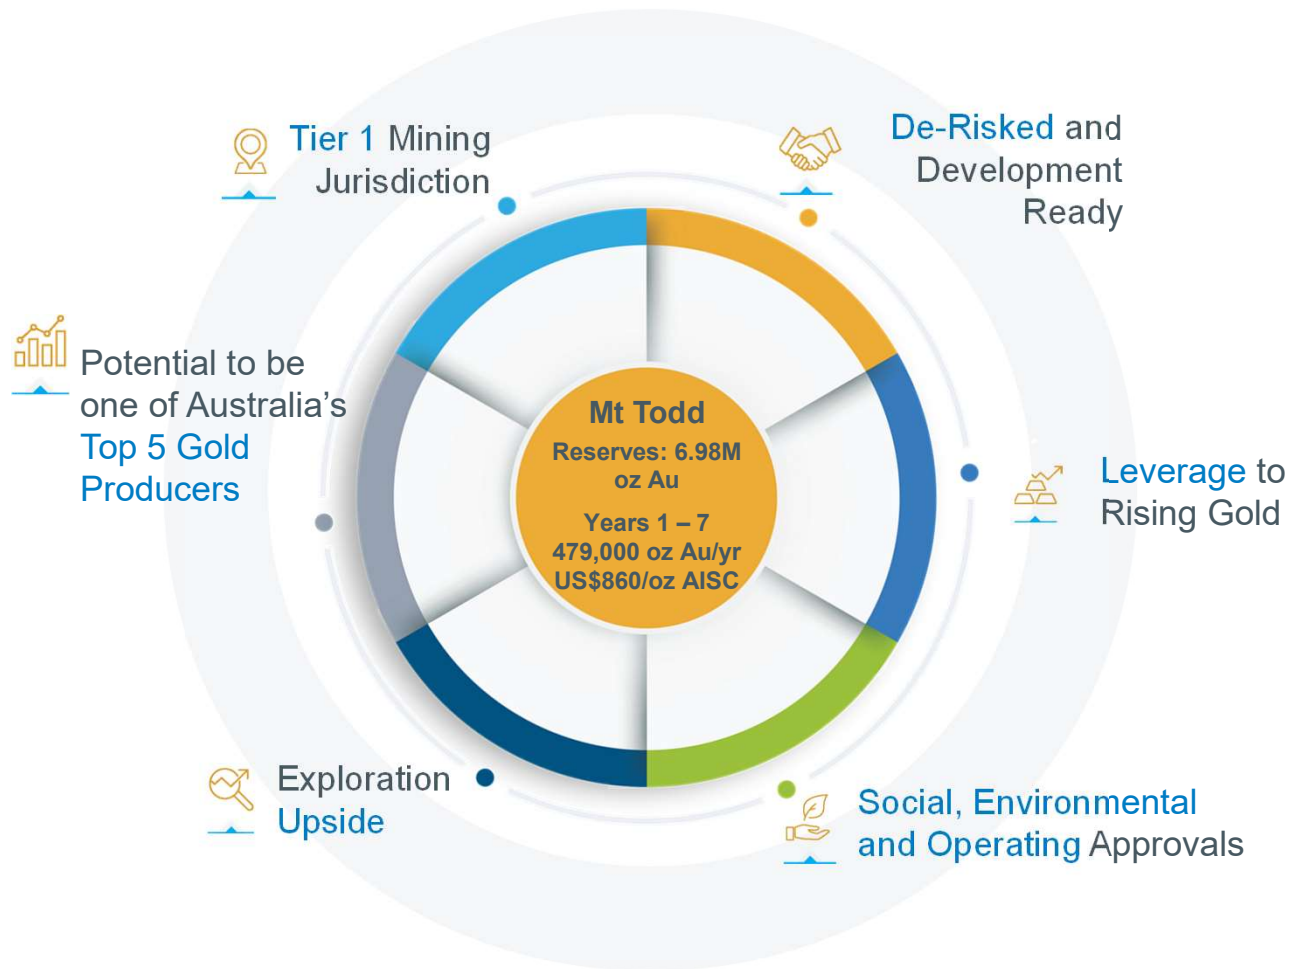 Tier 1 Mining
Jurisdiction
De-Risked and
Development
Ready
Potential to be
one of Australia’s
Top 5 Gold
Producers
Mt Todd
Reserves: 6.98M
oz Au
Years 1 – 7
479,000 oz Au/yr
US$860/oz AISC
Leverage to
Rising Gold
Exploration
Upside
Social, Environmental
and Operating Approvals